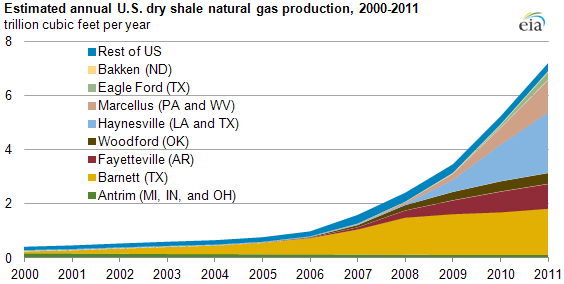 Estimated annual U.S. dry shale natural gas production, 2000-2011
trillion cubic feet per year
eia
8
6
4
2
0
Rest of US
Bakken (ND)
Eagle Ford (TX)
Marcellus (PA and WV)
Haynesville (LA and TX)
Woodford (OK)
Fayetteville (AR)
Barnett (TX)
Antrim (MI, IN, and OH)
2000 2001 2002 2003 2004 2005 2006 2007 2008 2009 2010 2011